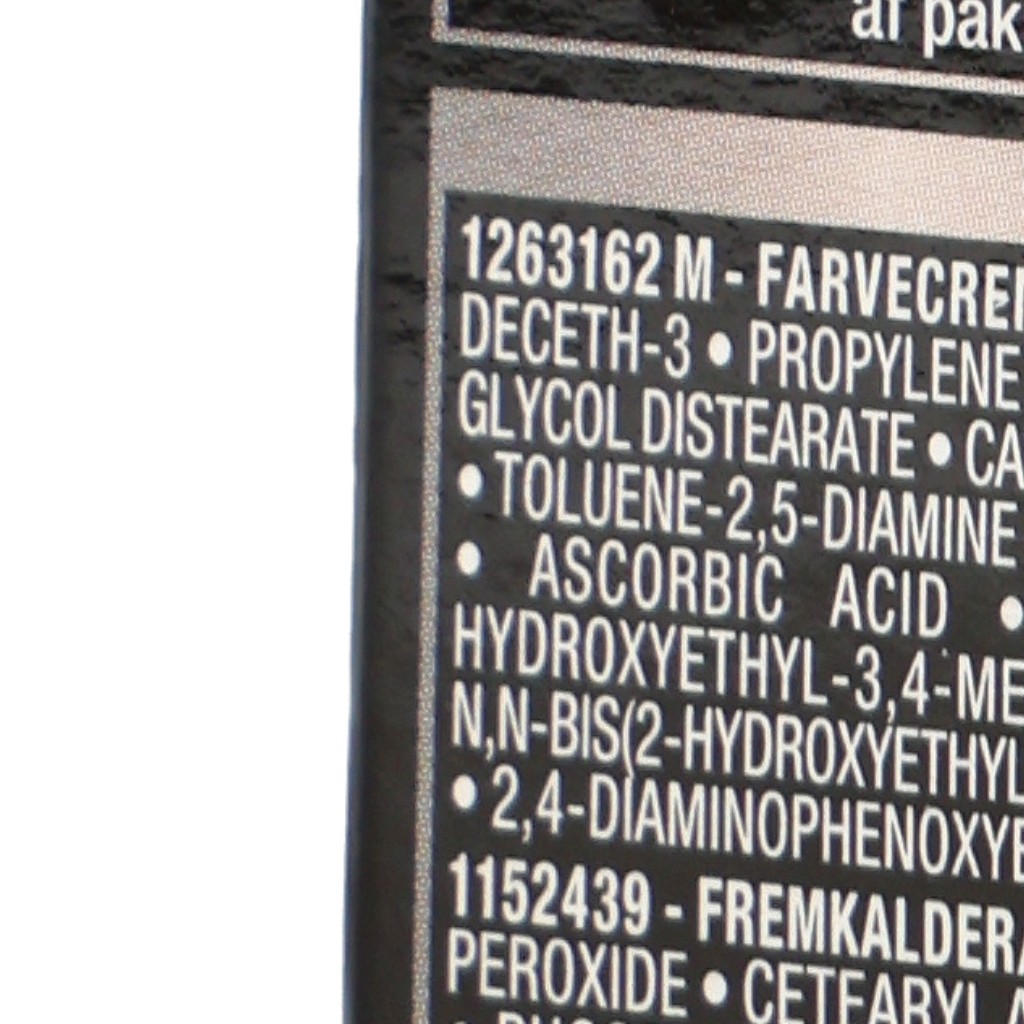 af pak
1263162 M - FARVECREM
DECETH-3 • PROPYLENE
GLYCOL DISTEARATE • CA
• TOLUENE-2,5-DIAMINE
• ASCORBIC ACID •
HYDROXYETHYL-3,4-ME
N,N-BIS(2-HYDROXYETHYL
• 2,4-DIAMINOPHENOXYE
1152439 - FREMKALDERA
PEROXIDE • CETEARYL A